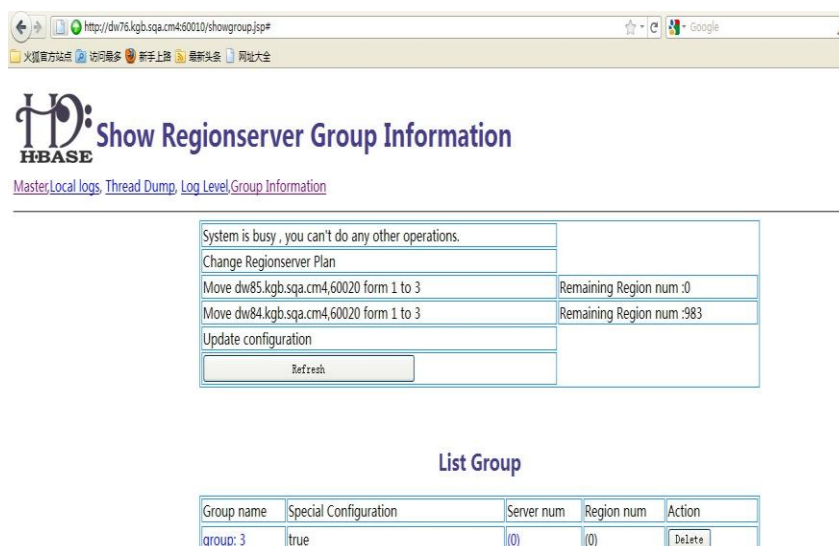 http://dw76.kgb.sqa.cm4:60010/showgroup.jsp#
Google
火狐官方站点 访问最多 新手上路 最新头条 网址大全
HBASE
Show Regionserver Group Information
Master,Local logs, Thread Dump, Log Level,Group Information
System is busy , you can't do any other operations.
Change Regionserver Plan
Move dw85.kgb.sqa.cm4,60020 form 1 to 3 Remaining Region num :0
Move dw84.kgb.sqa.cm4,60020 form 1 to 3 Remaining Region num :983
Update configuration
Refresh
List Group
Group name Special Configuration Server num Region num Action
group: 3 true (0) (0) Delete